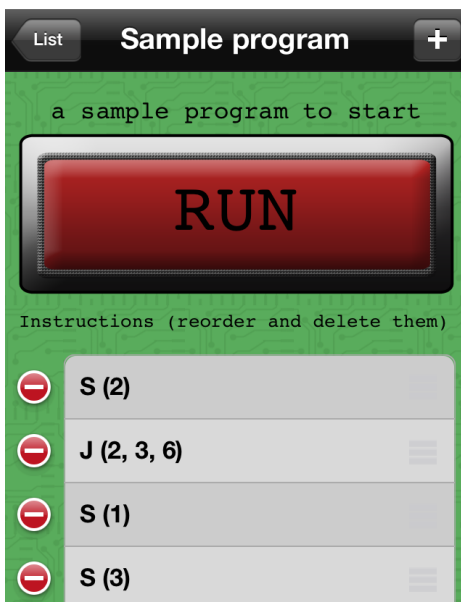 List Sample program +
a sample program to start
RUN
Instructions (reorder and delete them)
S (2)
J (2, 3, 6)
S (1)
S (3)